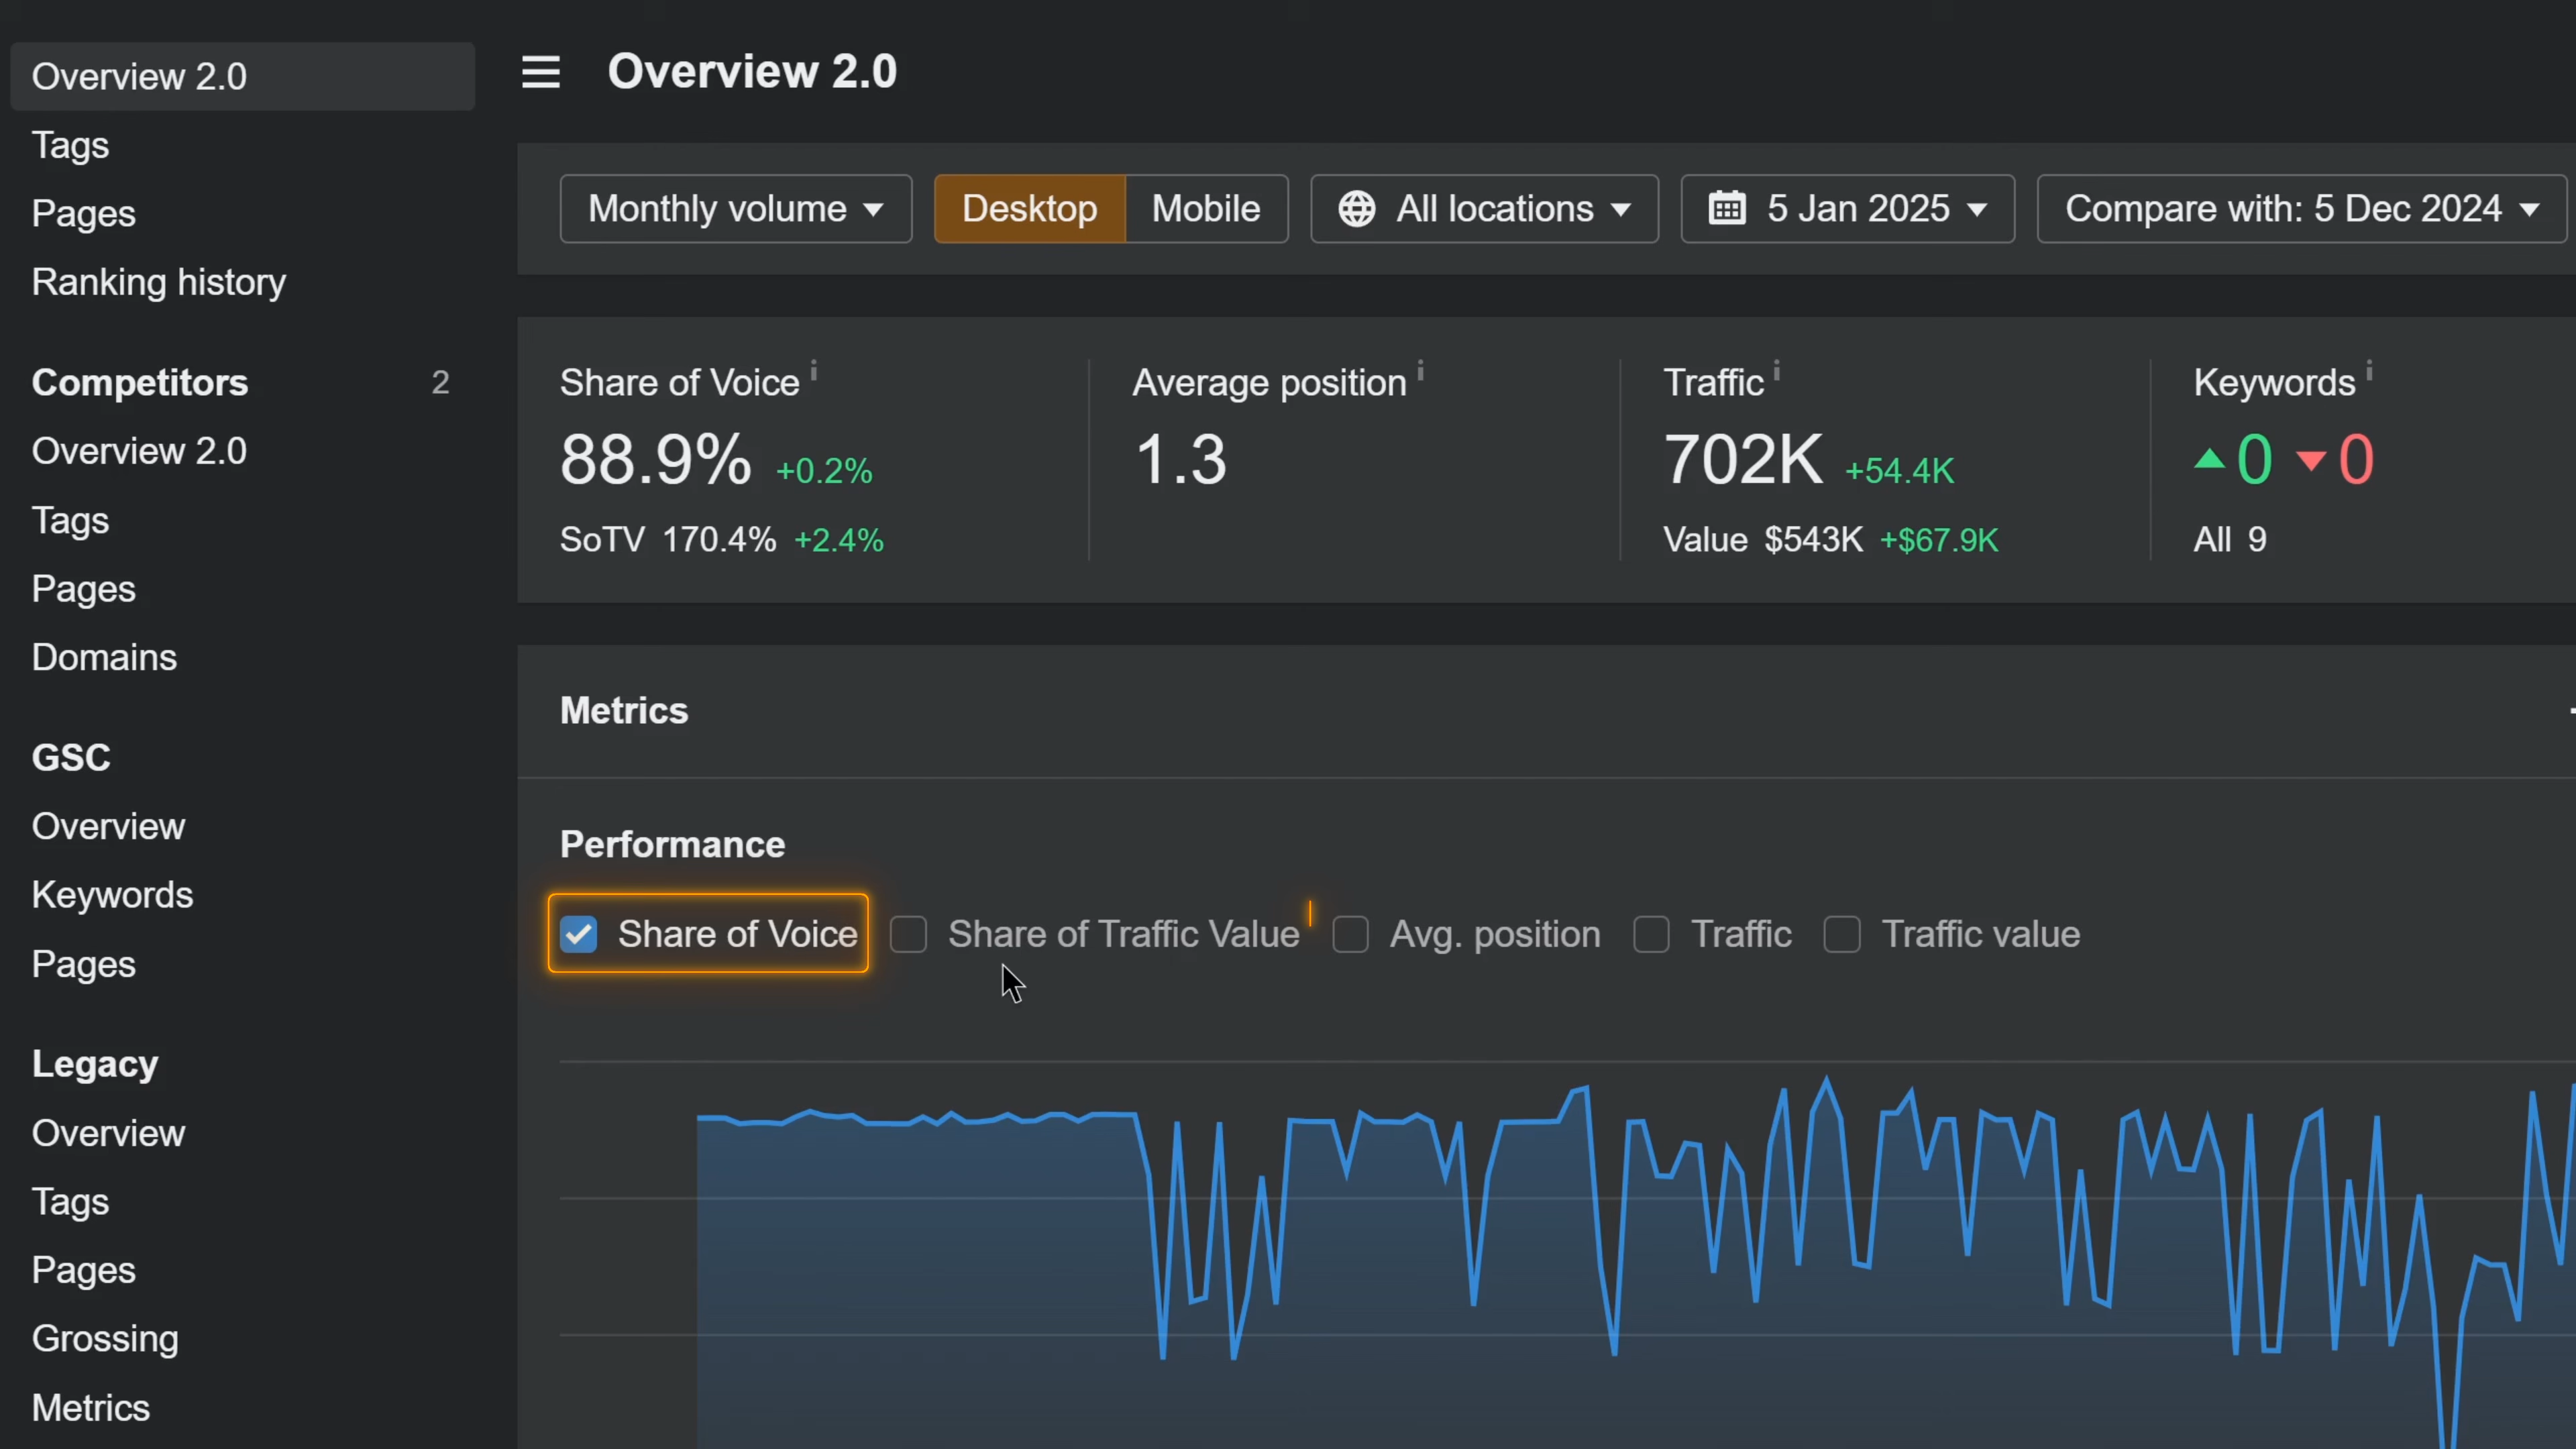 Overview 2.0
Tags
Pages
Ranking history
Competitors 2
Overview 2.0
Tags
Pages
Domains
GSC
Overview
Keywords
Pages
Legacy
Overview
Tags
Pages
Grossing
Metrics
Overview 2.0
Monthly volume Desktop Mobile All locations 5 Jan 2025 Compare with: 5 Dec 2024
Share of Voice i
88.9% +0.2%
SoTV 170.4% +2.4%
Average position i
1.3
Traffic i
702K +54.4K
Value $543K +$67.9K
Keywords i
0 0
All 9
Metrics
Performance
Share of Voice Share of Traffic Value Avg. position Traffic Traffic value